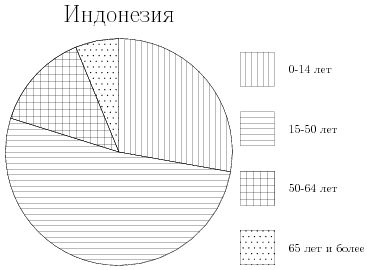 Индонезия
0-14 лет
15-50 лет
50-64 лет
65 лет и более